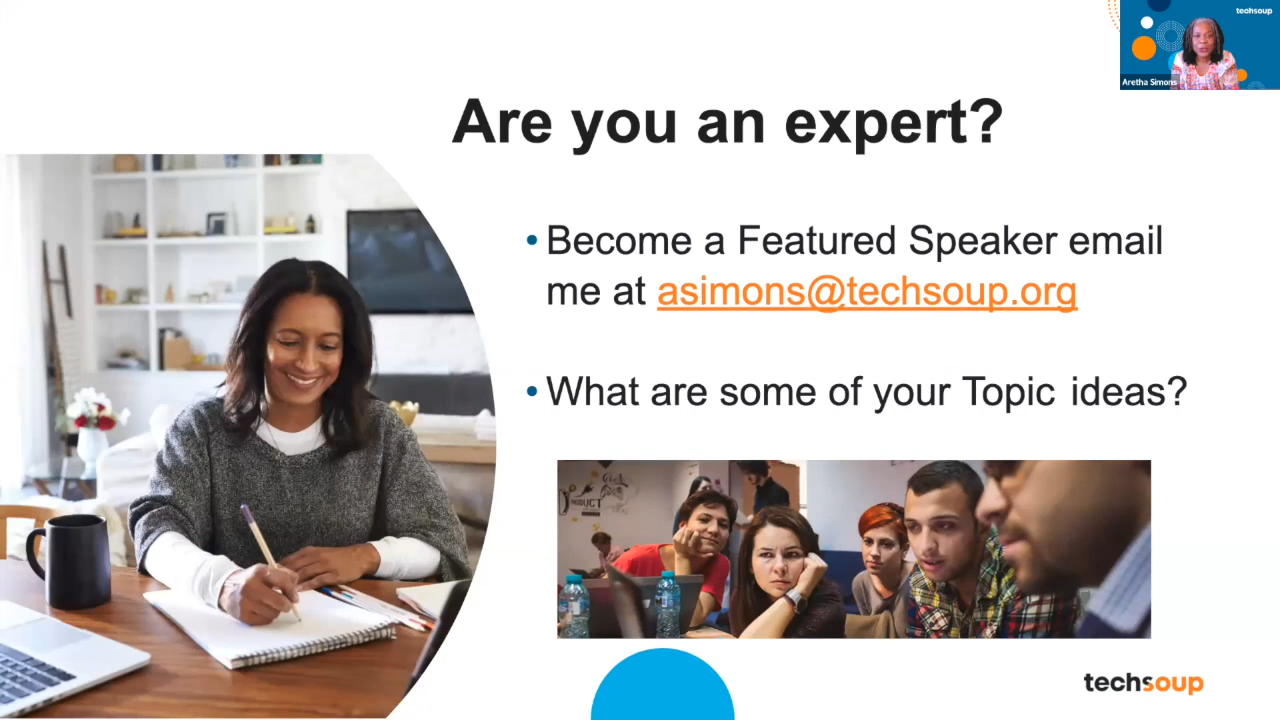 techsoup
Aretha Simons
Are you an expert?
• Become a Featured Speaker email
me at asimons@techsoup.org
• What are some of your Topic ideas?
PRODUCT
techsoup